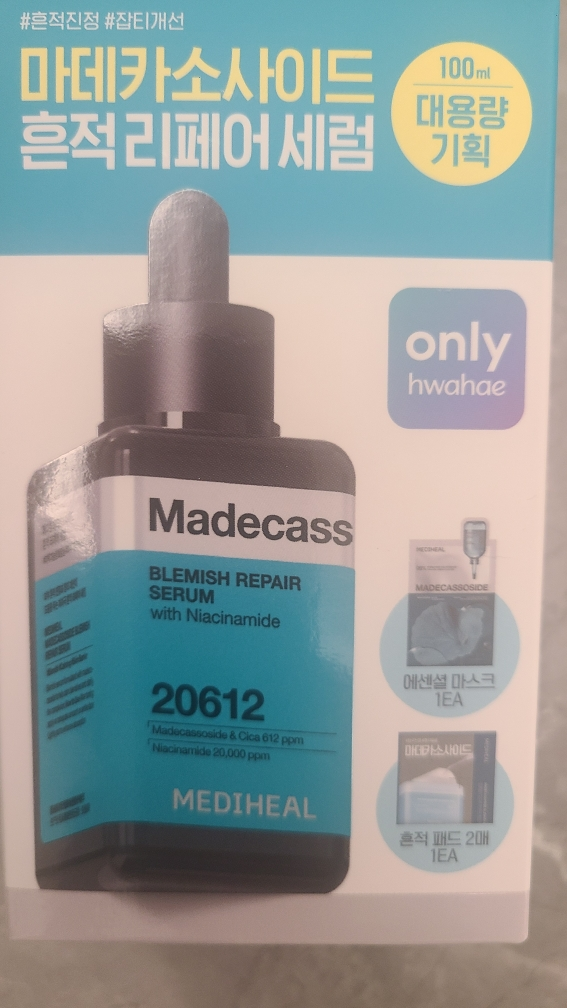 #흔적진정 #잡티개선
마데카소사이드
흔적 리페어 세럼
100ml
대용량
기획
only
hwahae
Madecass
BLEMISH REPAIR
SERUM
with Niacinamide
20612
Madecassoside & Cica 612 ppm
Niacinamide 20,000 ppm
MEDIHEAL
MEDIHEAL
MADECASSOSIDE
에센셜 마스크
1EA
마데카소사이드
흔적 패드 2매
1EA